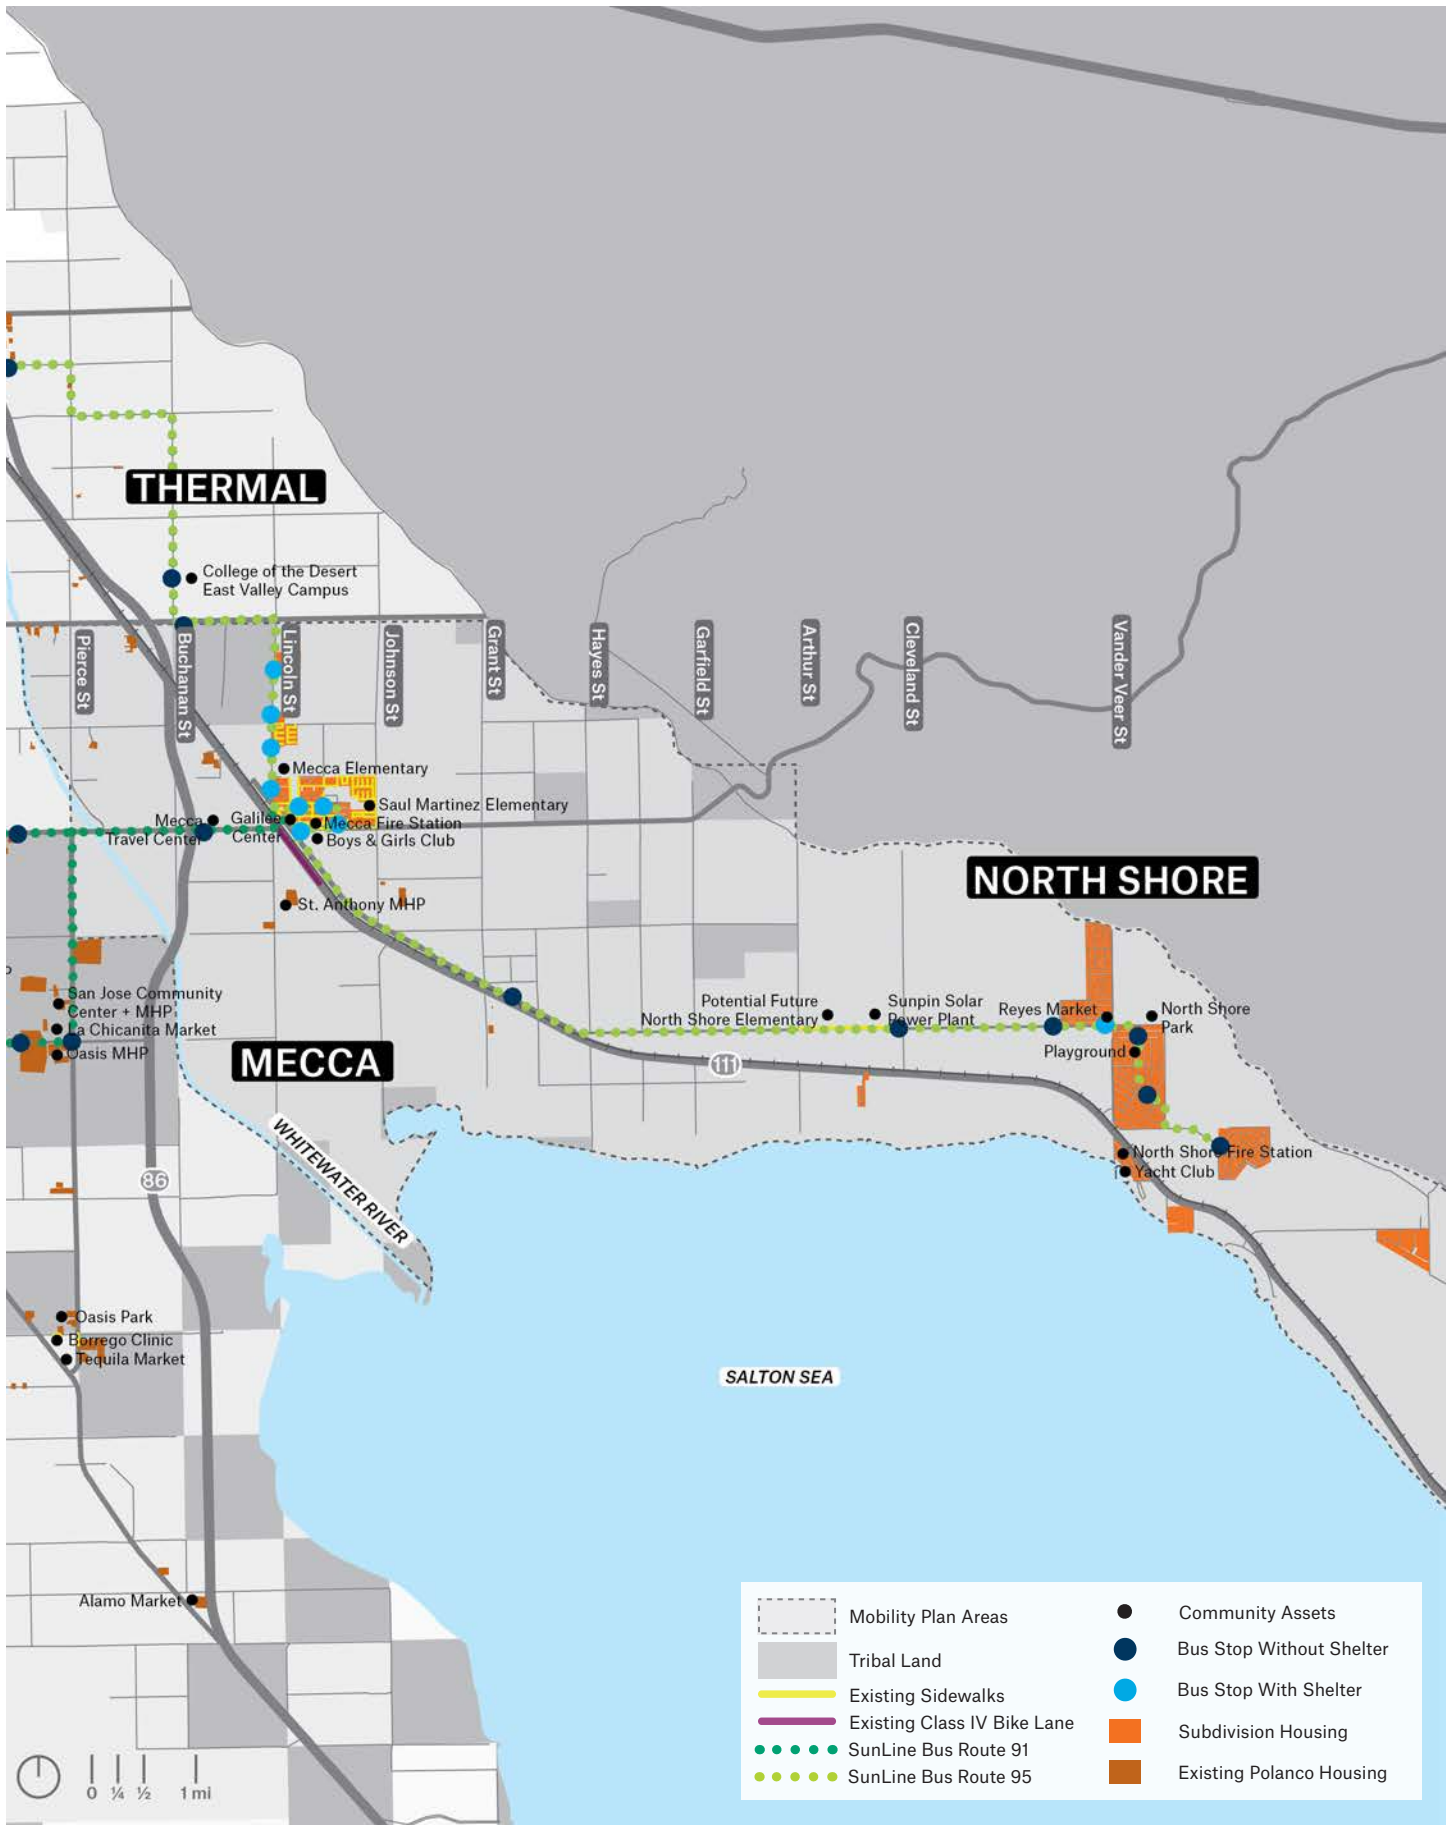 THERMAL
College of the Desert
East Valley Campus
Pierce St
Buchanan St
Lincoln St
Johnson St
Grant St
Hayes St
Garfield St
Arthur St
Cleveland St
Vander Veer St
Mecca Elementary
Saul Martinez Elementary
Mecca
Travel Center
Galilee
Center
Mecca Fire Station
Boys & Girls Club
St. Anthony MHP
NORTH SHORE
P
San Jose Community
Center + MHP
La Chicanita Market
Oasis MHP
Potential Future
North Shore Elementary
Sunpin Solar
Power Plant
Reyes Market
North Shore
Park
Playground
MECCA
111
WHITEWATER RIVER
86
North Shore Fire Station
Yacht Club
Oasis Park
Borrego Clinic
Tequila Market
SALTON SEA
Alamo Market
Mobility Plan Areas
Tribal Land
Existing Sidewalks
Existing Class IV Bike Lane
SunLine Bus Route 91
SunLine Bus Route 95
Community Assets
Bus Stop Without Shelter
Bus Stop With Shelter
Subdivision Housing
Existing Polanco Housing
0 ¼ ½ 1 mi